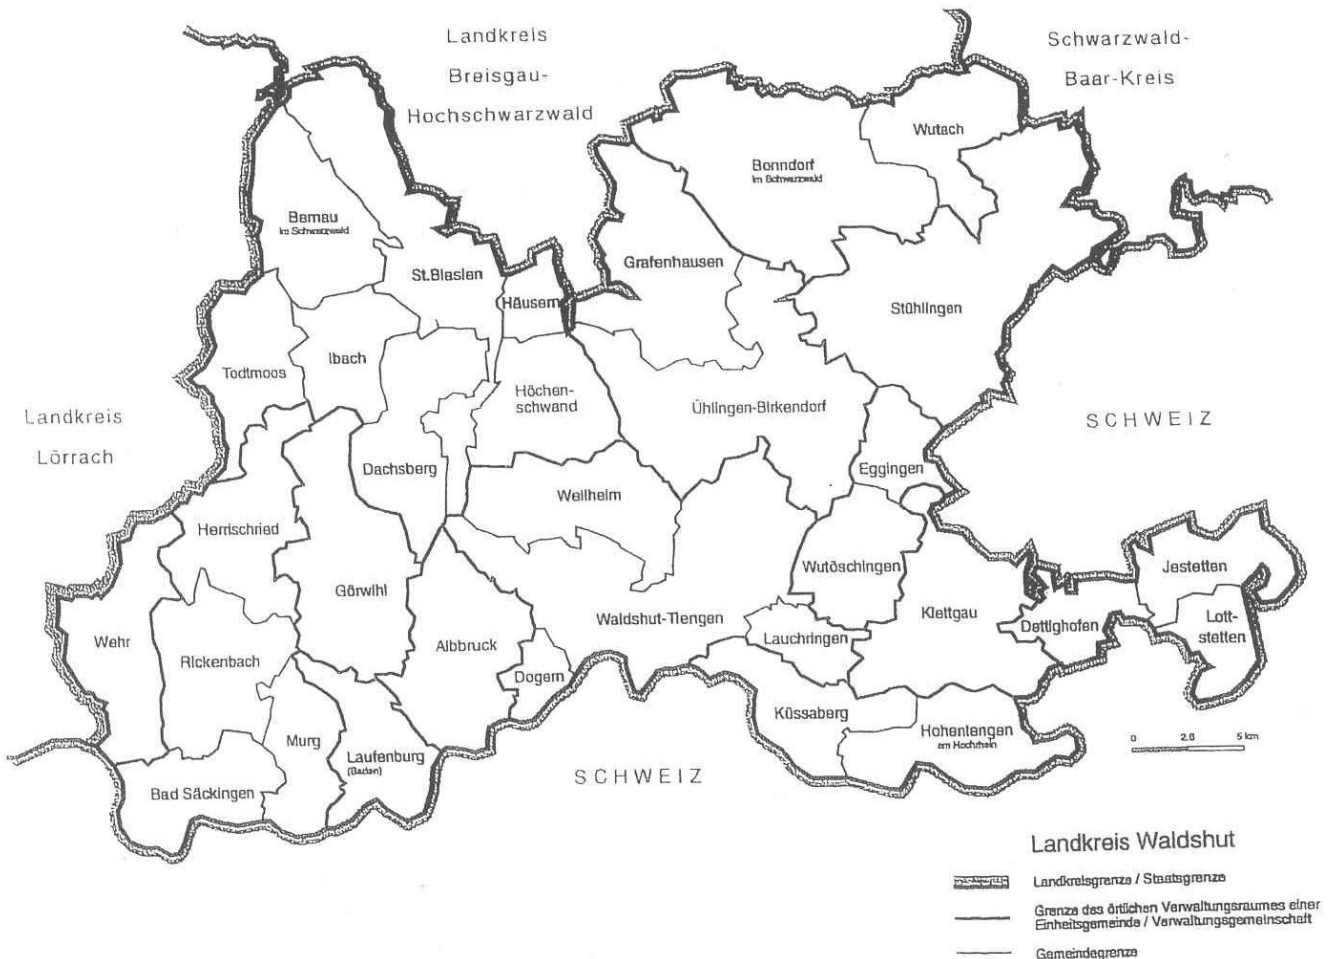 Landkreis
Breisgau-
Hochschwarzwald
Schwarzwald-
Baar-Kreis
Wutach
Bonndorf
im Schwarzwald
Bernau
im Schwarzwald
Grafenhausen
St.Blasien
Häusern
Stühlingen
Ibach
Todtmoos
Höchen-
schwand
Ühlingen-Birkendorf
Landkreis
Lörrach
SCHWEIZ
Dachsberg
Eggingen
Weilheim
Herrischried
Jestetten
Wutöschingen
Görwihl
Klettgau
Lott-
stetten
Waldshut-Tiengen
Dettighofen
Wehr
Lauchringen
Albbruck
Rickenbach
Dogern
Küssaberg
Hohentengen
am Hochrhein
Murg
Laufenburg
(Baden)
0 2.5 5 km
SCHWEIZ
Bad Säckingen
Landkreis Waldshut
Landkreisgrenze / Staatsgrenze
Grenze des örtlichen Verwaltungsraumes einer
Einheitsgemeinde / Verwaltungsgemeinschaft
Gemeindegrenze